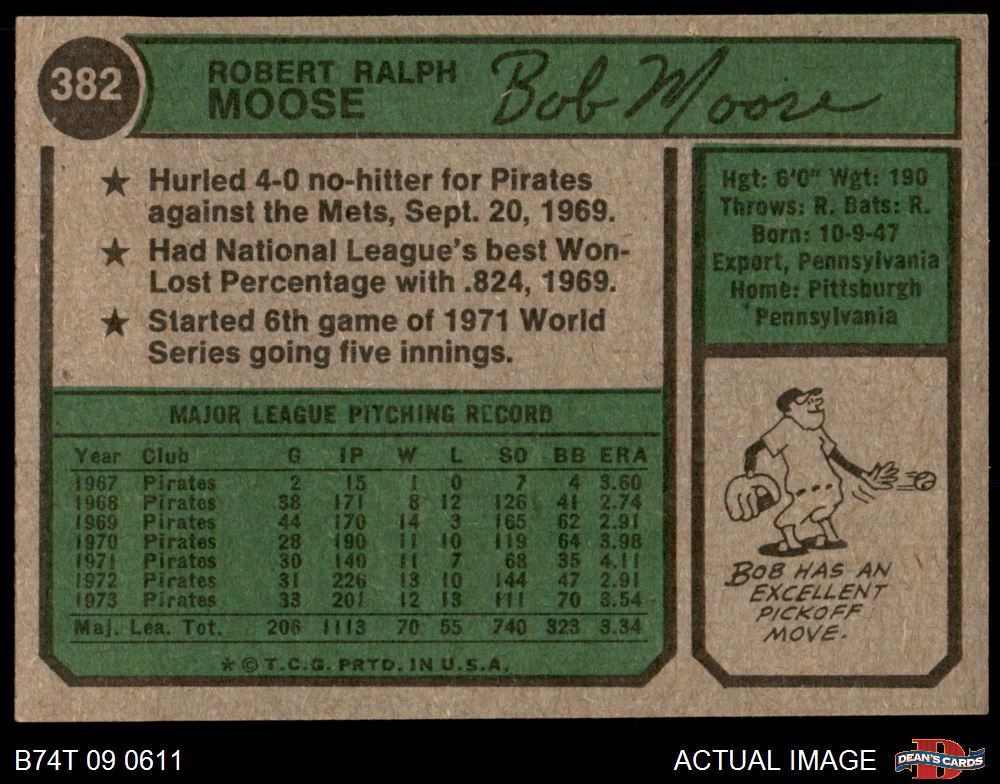 382
ROBERT RALPH
MOOSE
Bob Moose
★ Hurled 4-0 no-hitter for Pirates
against the Mets, Sept. 20, 1969.
★ Had National League's best Won-
Lost Percentage with .824, 1969.
★ Started 6th game of 1971 World
Series going five innings.
MAJOR LEAGUE PITCHING RECORD
Year Club G IP W L SO BB ERA
1967 Pirates 2 15 1 0 7 4 3.60
1968 Pirates 38 171 8 12 126 41 2.74
1969 Pirates 44 170 14 3 165 62 2.91
1970 Pirates 28 190 11 10 119 64 3.98
1971 Pirates 30 140 11 7 68 35 4.11
1972 Pirates 31 226 13 10 144 47 2.91
1973 Pirates 33 201 12 13 111 70 3.54
Maj. Lea. Tot. 206 1113 70 55 740 323 3.34
* © T.C.G. PRTD. IN U.S.A.
Hgt: 6'0" Wgt: 190
Throws: R. Bats: R.
Born: 10-9-47
Export, Pennsylvania
Home: Pittsburgh
Pennsylvania
BOB HAS AN
EXCELLENT
PICKOFF
MOVE.
B74T 09 0611
ACTUAL IMAGE
DEAN'S CARDS